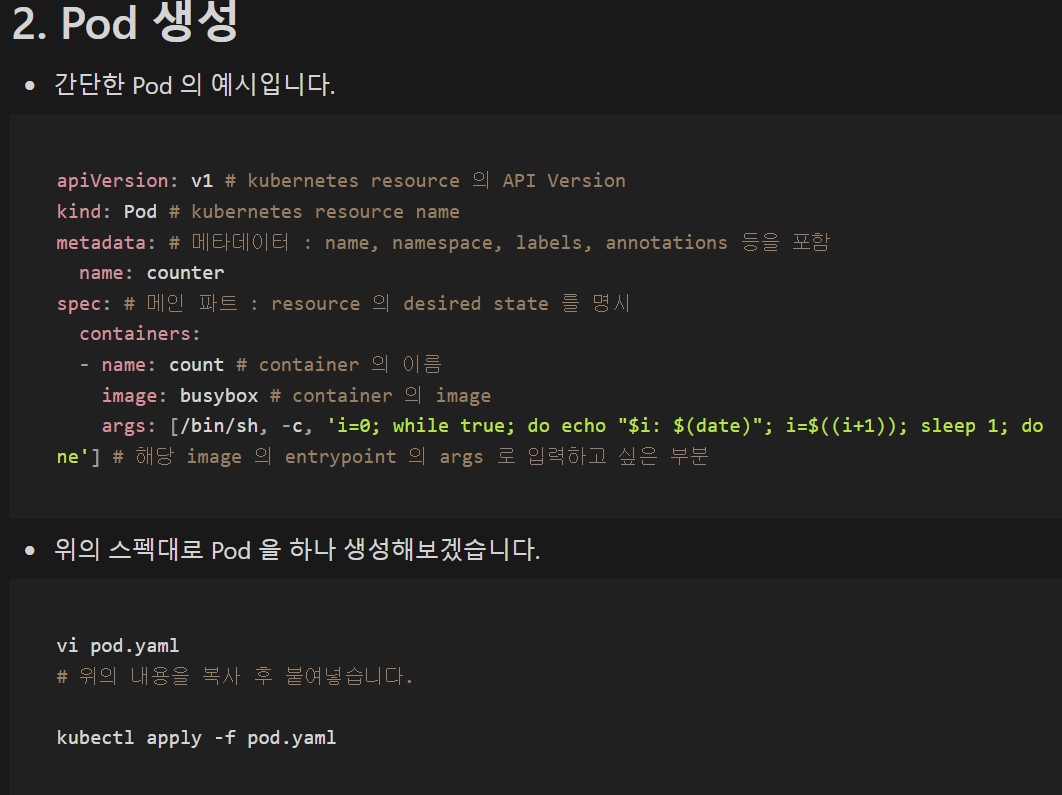 2. Pod 생성
• 간단한 Pod 의 예시입니다.
apiVersion: v1 # kubernetes resource 의 API Version
kind: Pod # kubernetes resource name
metadata: # 메타데이터 : name, namespace, labels, annotations 등을 포함
  name: counter
spec: # 메인 파트 : resource 의 desired state 를 명시
  containers:
  - name: count # container 의 이름
    image: busybox # container 의 image
    args: [/bin/sh, -c, 'i=0; while true; do echo "$i: $(date)"; i=$((i+1)); sleep 1; do
ne'] # 해당 image 의 entrypoint 의 args 로 입력하고 싶은 부분
• 위의 스펙대로 Pod 을 하나 생성해보겠습니다.
vi pod.yaml
# 위의 내용을 복사 후 붙여넣습니다.
kubectl apply -f pod.yaml